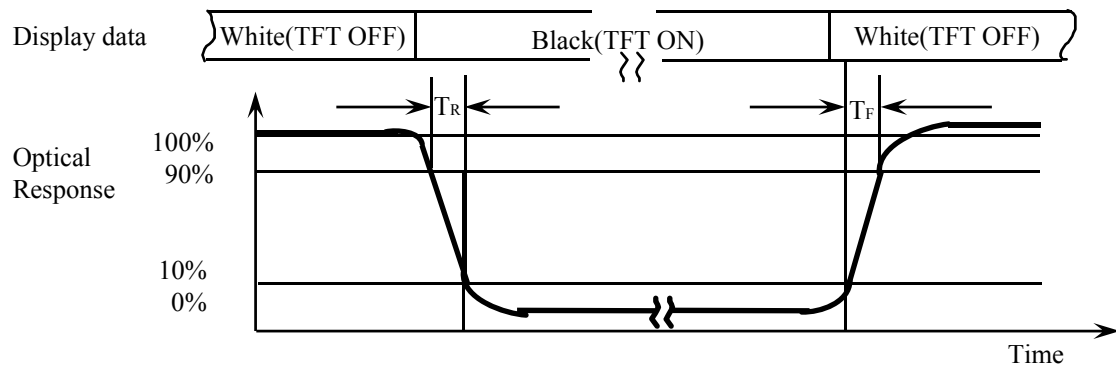 Display data
White(TFT OFF)
Black(TFT ON)
White(TFT OFF)
TR
TF
Optical
Response
100%
90%
10%
0%
Time